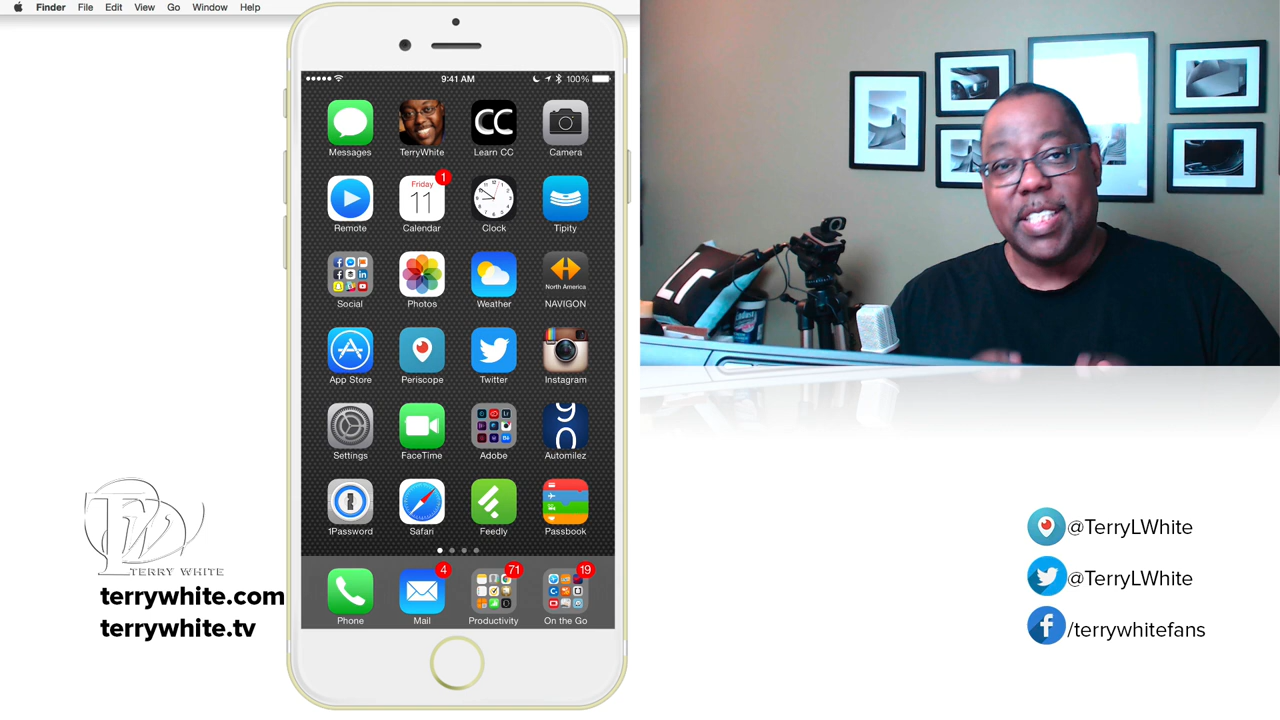 Finder File Edit View Go Window Help
9:41 AM 100%
Messages TerryWhite Learn CC Camera
CC
Friday
11
1
Remote Calendar Clock Tipity
North America
Social Photos Weather NAVIGON
App Store Periscope Twitter Instagram
Settings FaceTime Adobe Automilez
1Password Safari Feedly Passbook
4 71 19
Phone Mail Productivity On the Go
TERRY WHITE
terrywhite.com
terrywhite.tv
@TerryLWhite
@TerryLWhite
/terrywhitefans